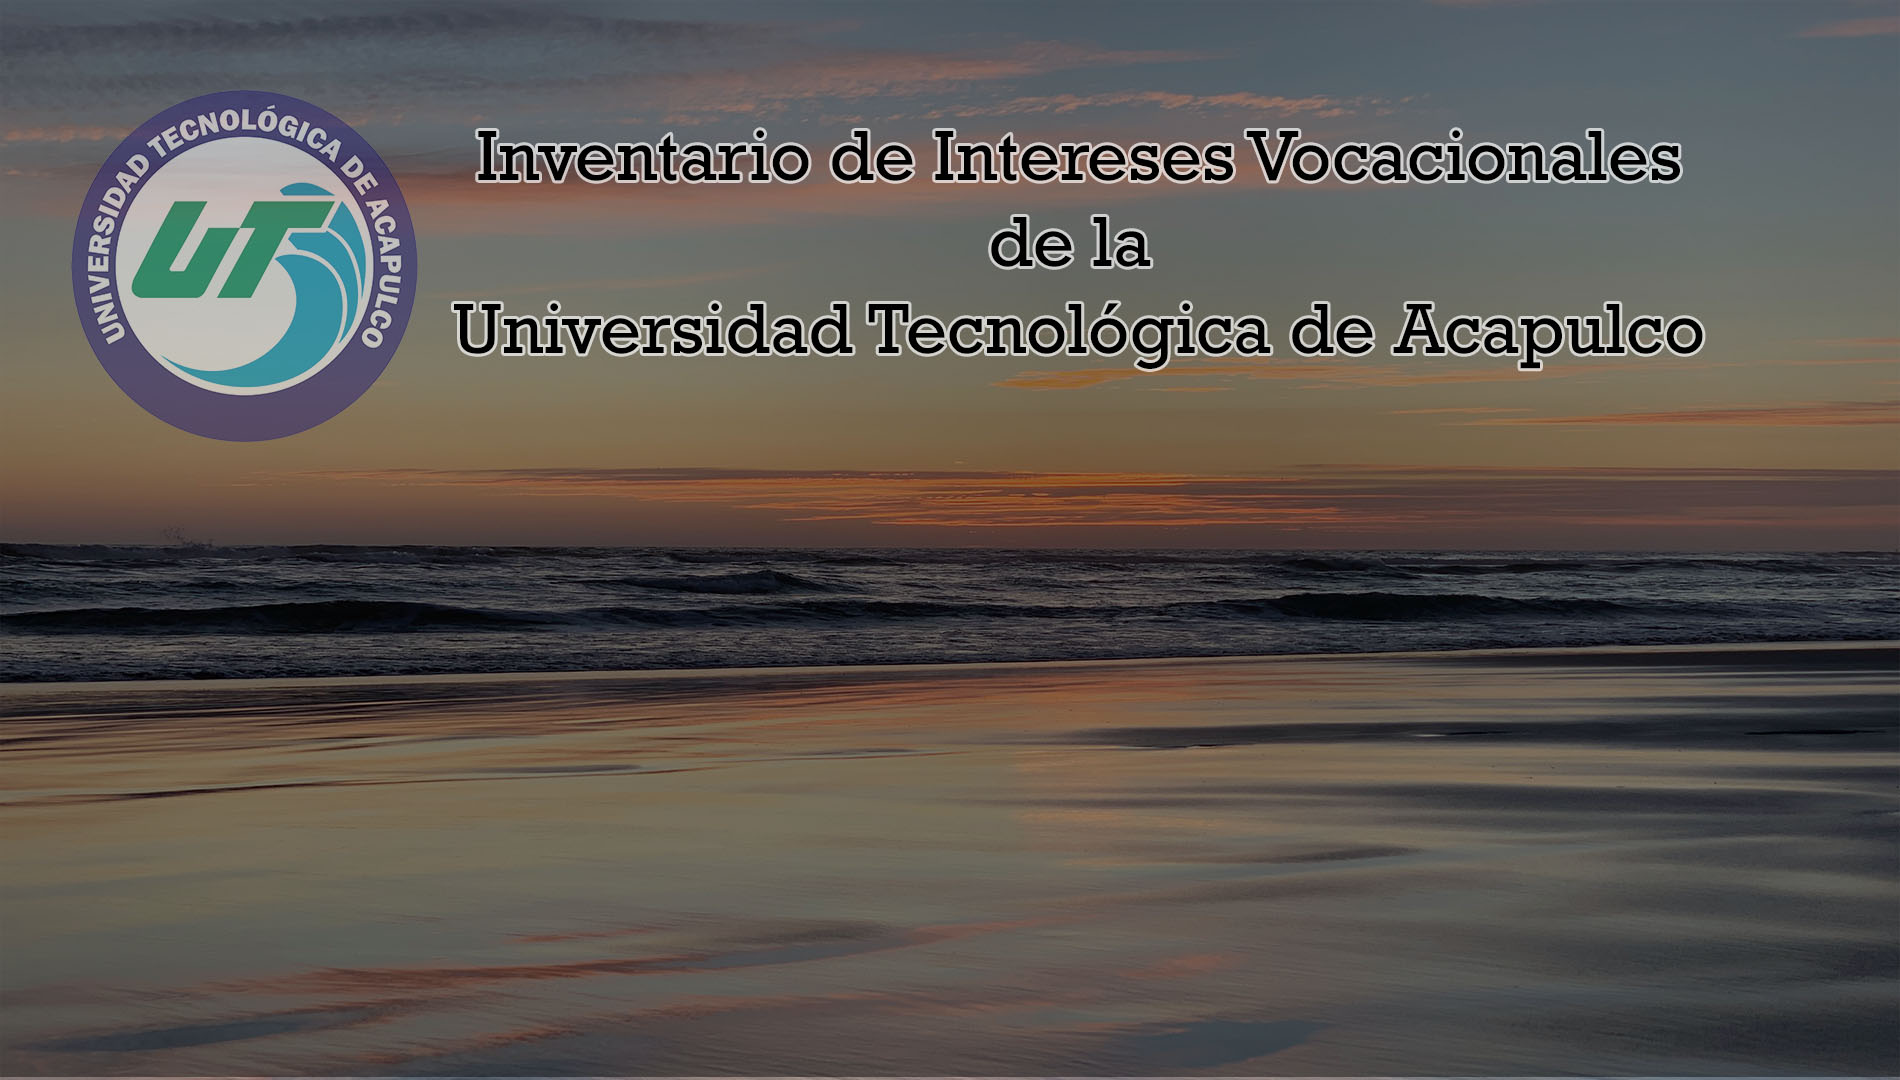 UNIVERSIDAD TECNOLÓGICA DE ACAPULCO
UT
Inventario de Intereses Vocacionales
de la
Universidad Tecnológica de Acapulco